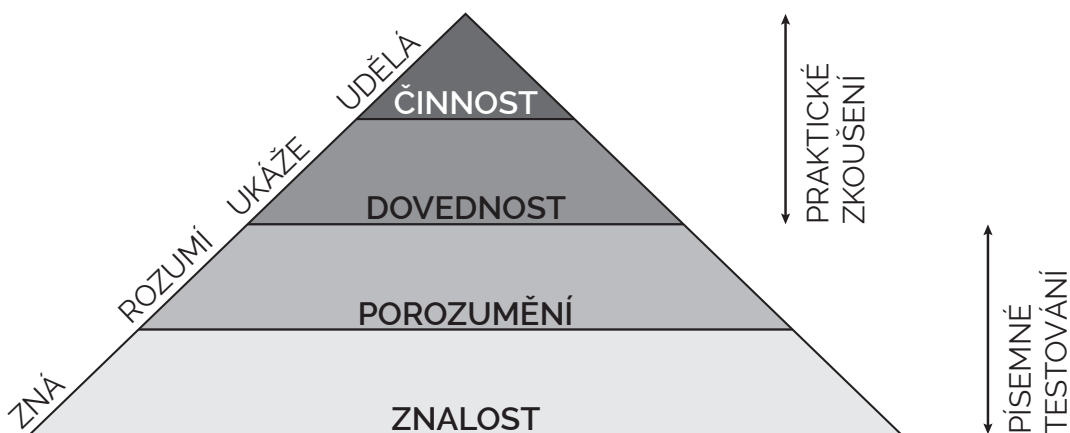 UDĚLÁ
ČINNOST
UKÁŽE
DOVEDNOST
ROZUMÍ
POROZUMĚNÍ
ZNÁ
ZNALOST
PRAKTICKÉ
ZKOUŠENÍ
PÍSEMNÉ
TESTOVÁNÍ